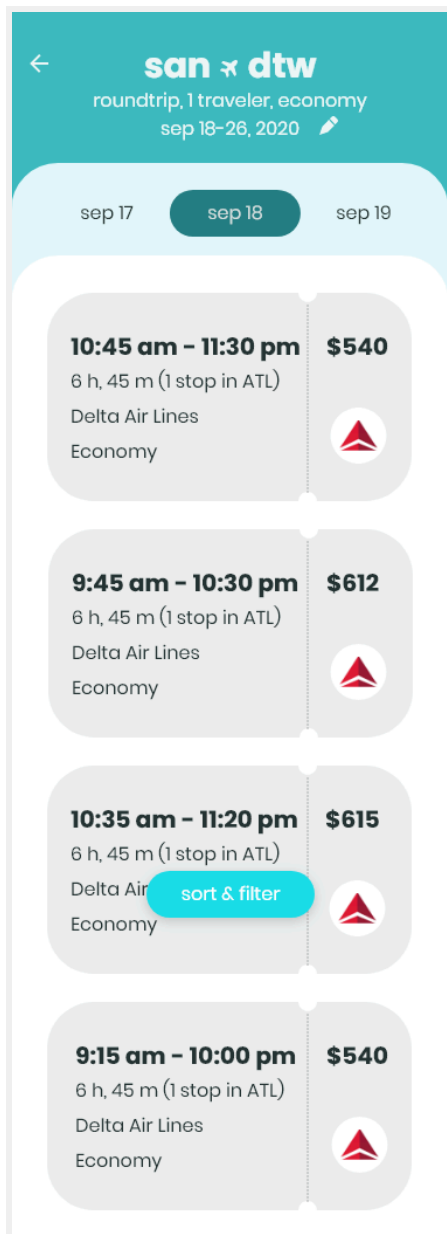 san dtw
roundtrip, 1 traveler, economy
sep 18-26, 2020
sep 17 sep 18 sep 19
10:45 am - 11:30 pm $540
6 h, 45 m (1 stop in ATL)
Delta Air Lines
Economy
9:45 am - 10:30 pm $612
6 h, 45 m (1 stop in ATL)
Delta Air Lines
Economy
10:35 am - 11:20 pm $615
6 h, 45 m (1 stop in ATL)
Delta Air
sort & filter
Economy
9:15 am - 10:00 pm $540
6 h, 45 m (1 stop in ATL)
Delta Air Lines
Economy